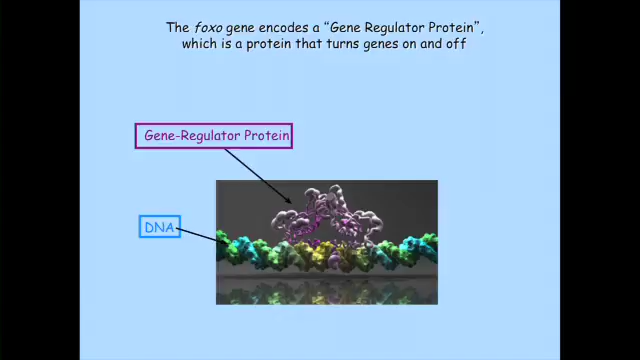 The foxo gene encodes a “Gene Regulator Protein”,
which is a protein that turns genes on and off
Gene-Regulator Protein
DNA